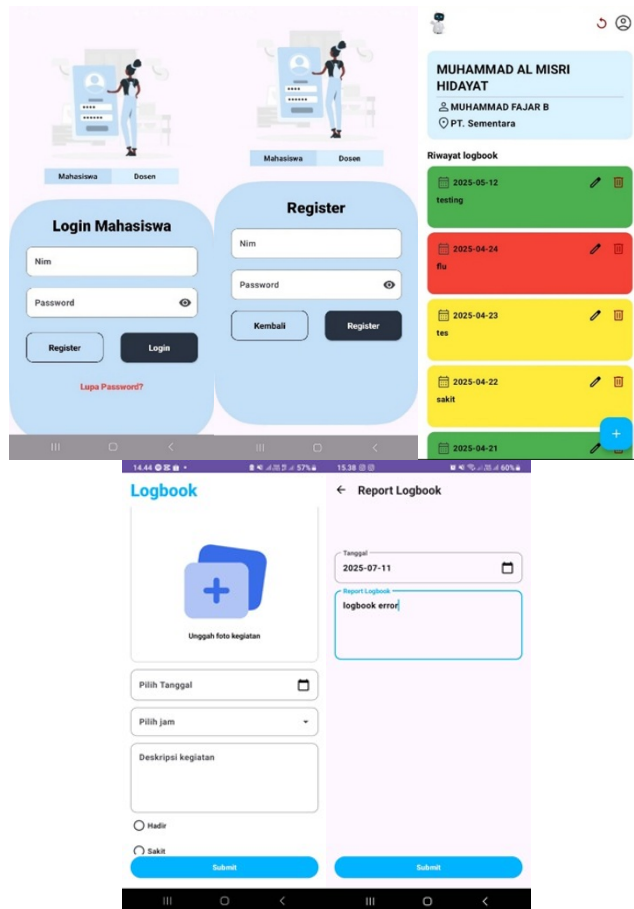 Mahasiswa Dosen
Login Mahasiswa
Nim
Password
Register Login
Lupa Password?
Mahasiswa Dosen
Register
Nim
Password
Kembali Register
MUHAMMAD AL MISRI
HIDAYAT
MUHAMMAD FAJAR B
PT. Sementara
Riwayat logbook
2025-05-12
testing
2025-04-24
flu
2025-04-23
tes
2025-04-22
sakit
2025-04-21
14.44 57%
Logbook
Unggah foto kegiatan
Pilih Tanggal
Pilih jam
Deskripsi kegiatan
Hadir
Sakit
Submit
15.38 60%
Report Logbook
Tanggal
2025-07-11
Report Logbook
logbook error
Submit